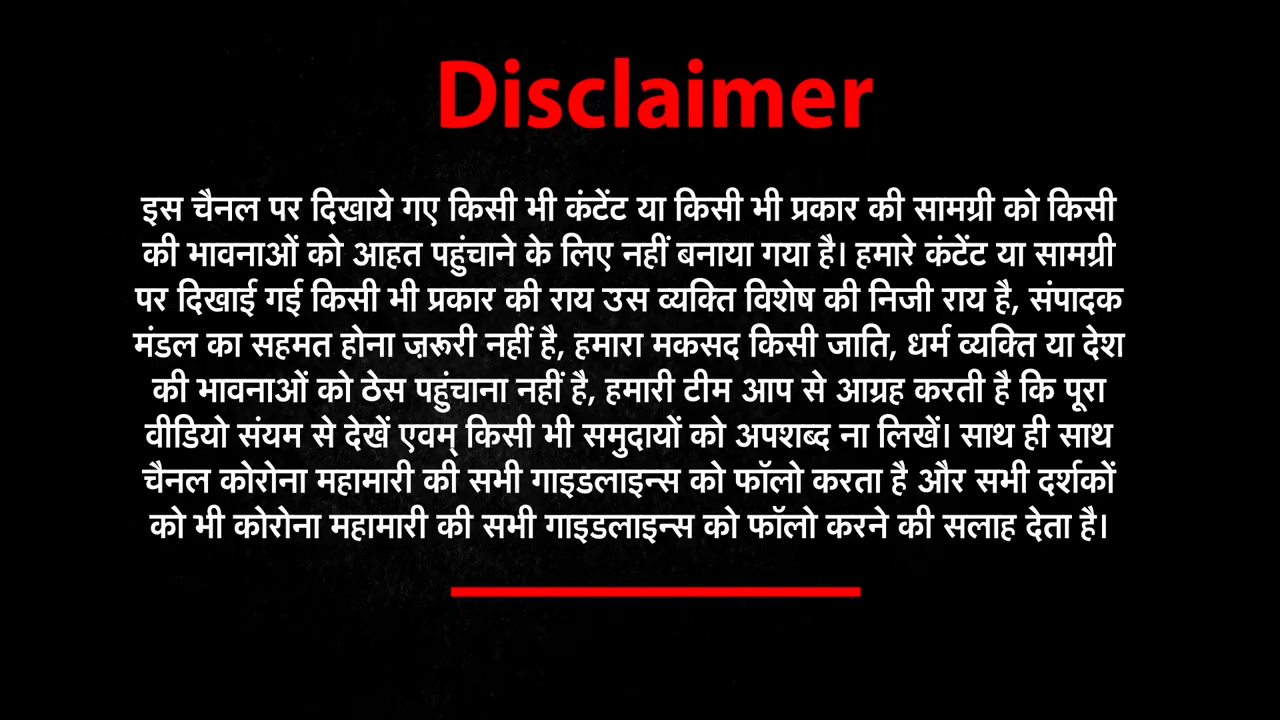 Disclaimer
इस चैनल पर दिखाये गए किसी भी कंटेंट या किसी भी प्रकार की सामग्री को किसी
की भावनाओं को आहत पहुंचाने के लिए नहीं बनाया गया है। हमारे कंटेंट या सामग्री
पर दिखाई गई किसी भी प्रकार की राय उस व्यक्ति विशेष की निजी राय है, संपादक
मंडल का सहमत होना ज़रूरी नहीं है, हमारा मकसद किसी जाति, धर्म व्यक्ति या देश
की भावनाओं को ठेस पहुंचाना नहीं है, हमारी टीम आप से आग्रह करती है कि पूरा
वीडियो संयम से देखें एवम् किसी भी समुदायों को अपशब्द ना लिखें। साथ ही साथ
चैनल कोरोना महामारी की सभी गाइडलाइन्स को फॉलो करता है और सभी दर्शकों
को भी कोरोना महामारी की सभी गाइडलाइन्स को फॉलो करने की सलाह देता है।